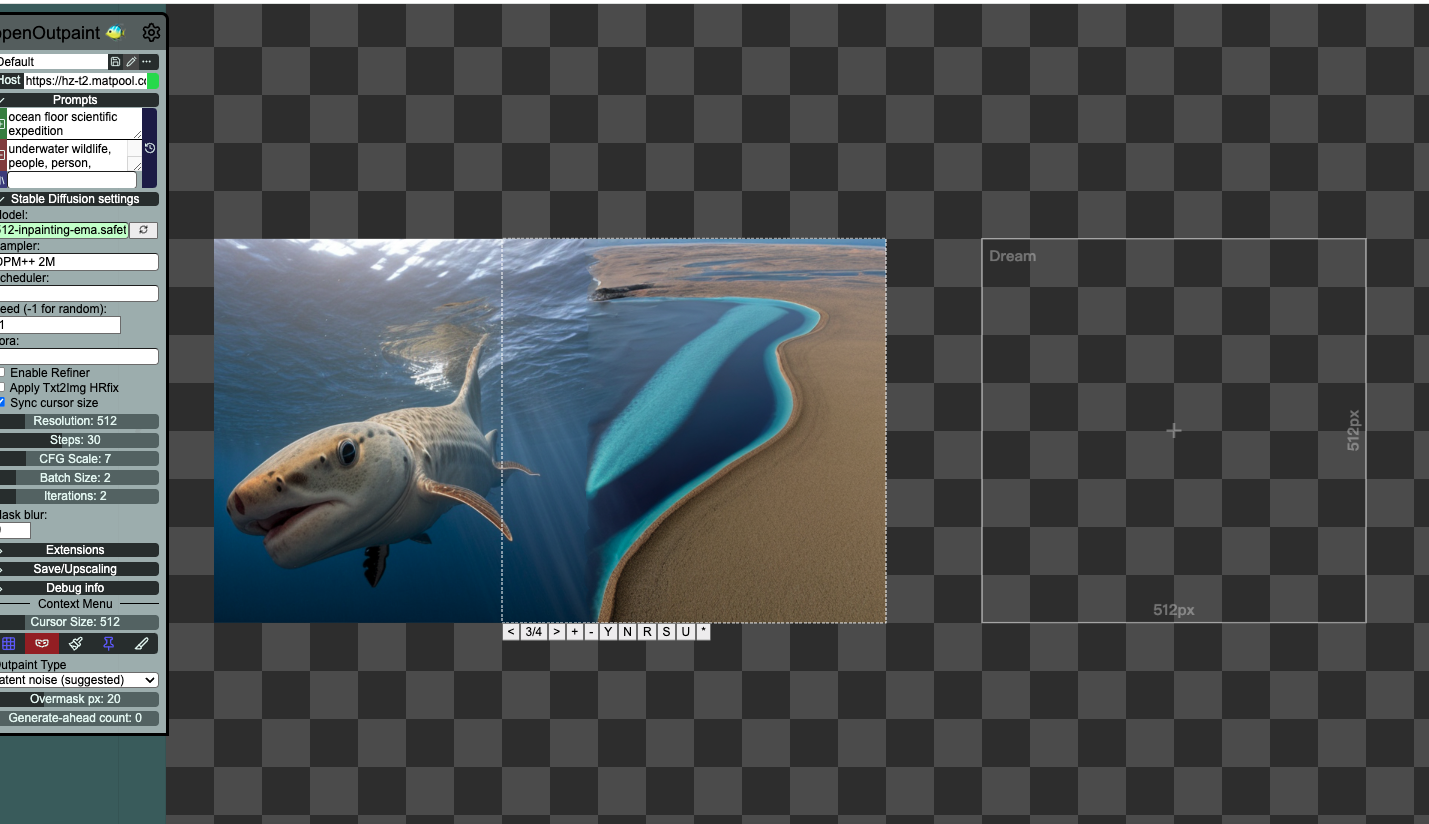 penOutpaint
Default
Host https://hz-t2.matpool.co
Prompts
ocean floor scientific
expedition
underwater wildlife,
people, person,
Stable Diffusion settings
lodel:
512-inpainting-ema.safet
ampler:
DPM++ 2M
cheduler:
eed (-1 for random):
1
ora:
Enable Refiner
Apply Txt2Img HRfix
Sync cursor size
Resolution: 512
Steps: 30
CFG Scale: 7
Batch Size: 2
Iterations: 2
lask blur:
Extensions
Save/Upscaling
Debug info
Context Menu
Cursor Size: 512
utpaint Type
atent noise (suggested)
Overmask px: 20
Generate-ahead count: 0
< 3/4 > + - Y N R S U *
Dream
512px
512px